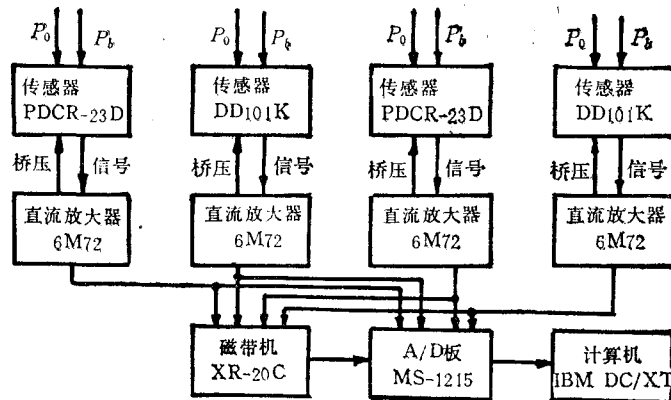 P₀ P_b P₀ P_b P₀ P_b P₀ P_b
传感器 传感器 传感器 传感器
PDCR-23D DD101K PDCR-23D DD101K
桥压 信号 桥压 信号 桥压 信号 桥压 信号
直流放大器 直流放大器 直流放大器 直流放大器
6M72 6M72 6M72 6M72
磁带机 A/D板 计算机
XR-20C MS-1215 IBM DC/XT